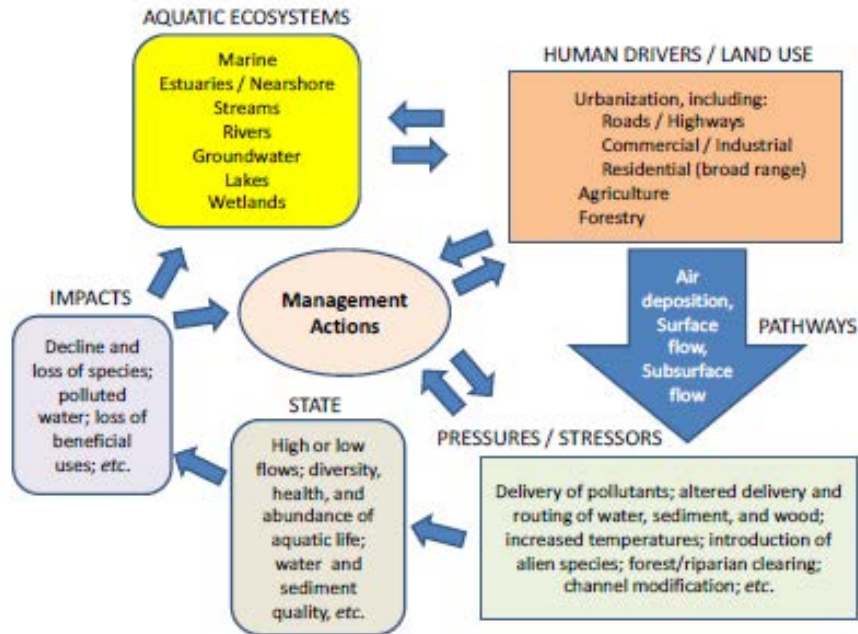 AQUATIC ECOSYSTEMS
Marine
Estuaries / Nearshore
Streams
Rivers
Groundwater
Lakes
Wetlands
HUMAN DRIVERS / LAND USE
Urbanization, including:
Roads / Highways
Commercial / Industrial
Residential (broad range)
Agriculture
Forestry
Air
deposition,
Surface
flow,
Subsurface
flow
PATHWAYS
IMPACTS
Decline and
loss of species;
polluted
water; loss of
beneficial
uses; etc.
Management
Actions
STATE
High or low
flows; diversity,
health, and
abundance of
aquatic life;
water and
sediment
quality, etc.
PRESSURES / STRESSORS
Delivery of pollutants; altered delivery and
routing of water, sediment, and wood;
increased temperatures; introduction of
alien species; forest/riparian clearing;
channel modification; etc.